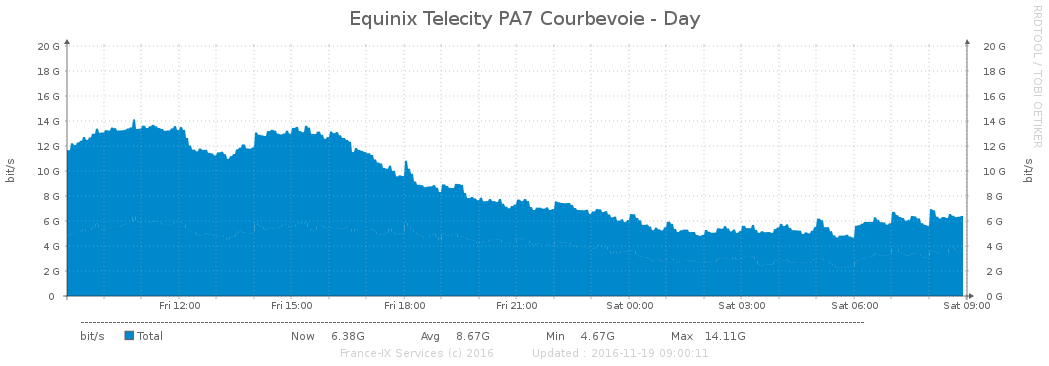 Equinix Telecity PA7 Courbevoie - Day
RRDTOOL / TOBI OETIKER
20 G 20 G
18 G 18 G
16 G 16 G
14 G 14 G
12 G 12 G
10 G 10 G
8 G 8 G
6 G 6 G
4 G 4 G
2 G 2 G
0 0 G
bit/s bit/s
Fri 12:00 Fri 15:00 Fri 18:00 Fri 21:00 Sat 00:00 Sat 03:00 Sat 06:00 Sat 09:00
bit/s Total Now 6.38G Avg 8.67G Min 4.67G Max 14.11G
France-IX Services (c) 2016 Updated : 2016-11-19 09:00:11